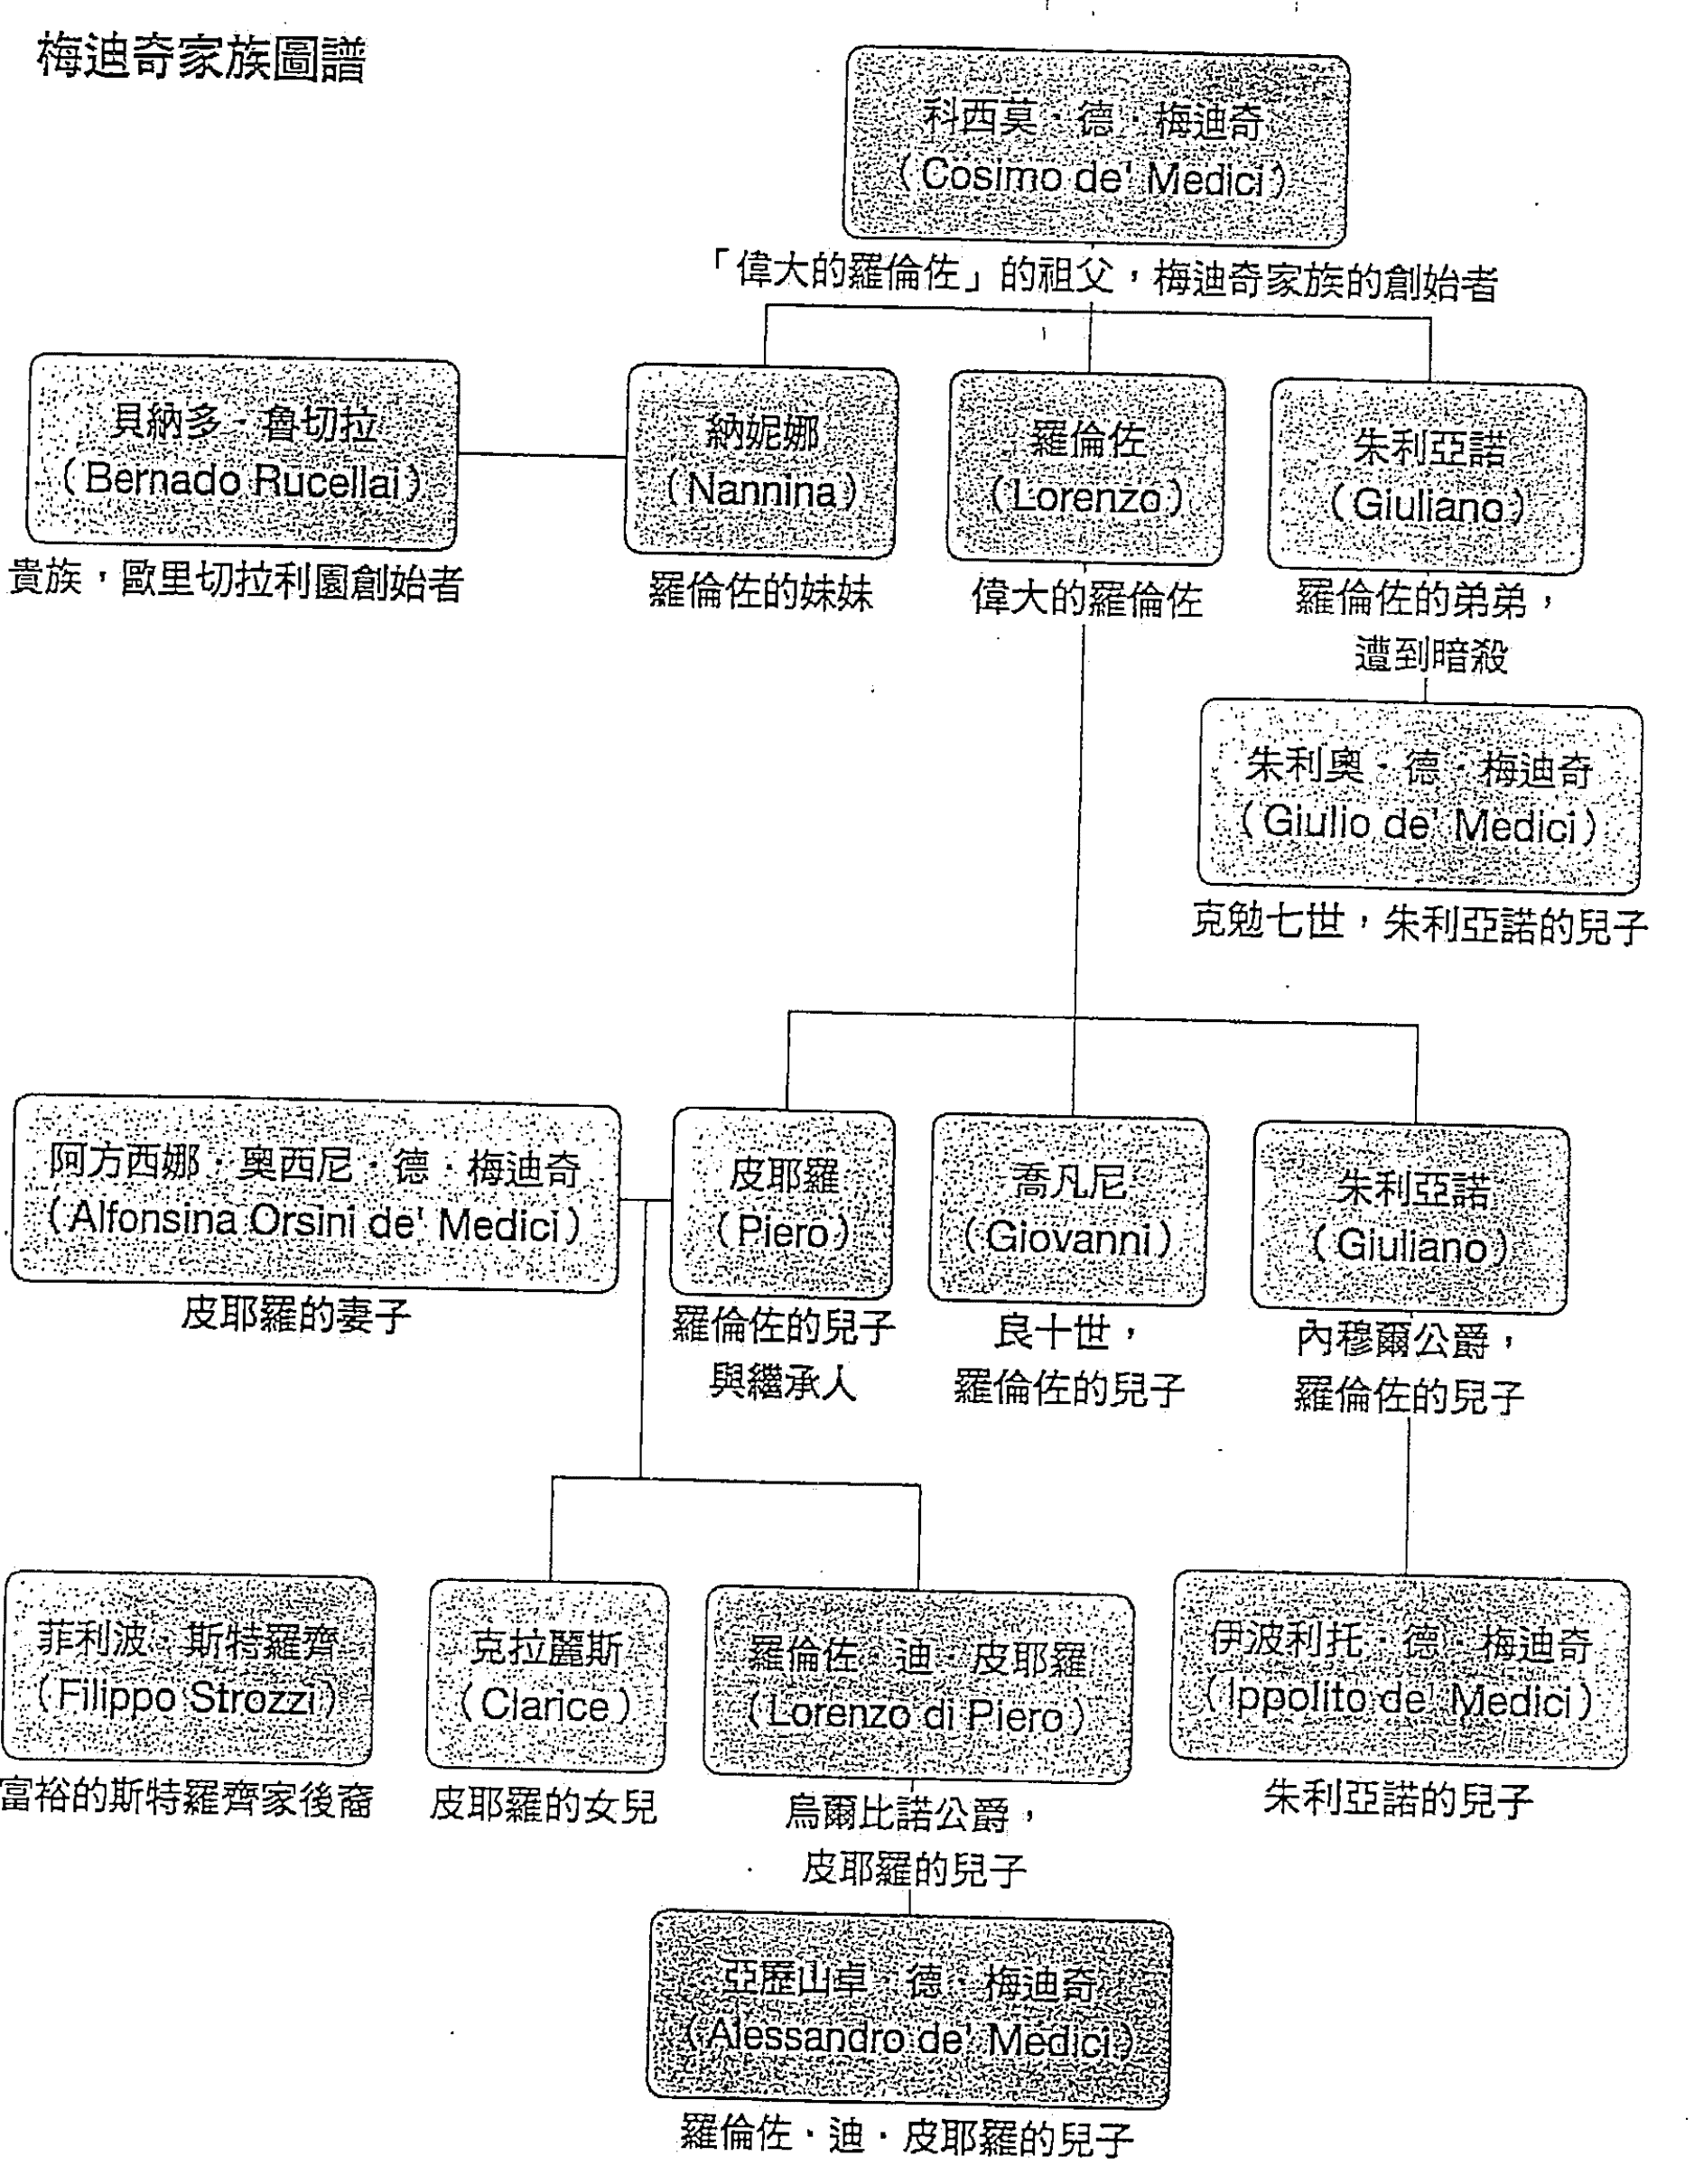 梅迪奇家族圖譜
科西莫·德·梅迪奇
(Cosimo de' Medici)
「偉大的羅倫佐」的祖父，梅迪奇家族的創始者
貝納多·魯切拉
(Bernado Rucellai)
貴族，歐里切拉利園創始者
納妮娜
(Nannina)
羅倫佐的妹妹
羅倫佐
(Lorenzo)
偉大的羅倫佐
朱利亞諾
(Giuliano)
羅倫佐的弟弟，
遭到暗殺
朱利奧·德·梅迪奇
(Giulio de' Medici)
克勉七世，朱利亞諾的兒子
阿方西娜·奧西尼·德·梅迪奇
(Alfonsina Orsini de' Medici)
皮耶羅的妻子
皮耶羅
(Piero)
羅倫佐的兒子
與繼承人
喬凡尼
(Giovanni)
良十世，
羅倫佐的兒子
朱利亞諾
(Giuliano)
內穆爾公爵，
羅倫佐的兒子
菲利波·斯特羅齊
(Filippo Strozzi)
富裕的斯特羅齊家後裔
克拉麗斯
(Clarice)
皮耶羅的女兒
羅倫佐·迪·皮耶羅
(Lorenzo di Piero)
烏爾比諾公爵，
皮耶羅的兒子
伊波利托·德·梅迪奇
(Ippolito de' Medici)
朱利亞諾的兒子
亞歷山卓·德·梅迪奇
(Alessandro de' Medici)
羅倫佐·迪·皮耶羅的兒子